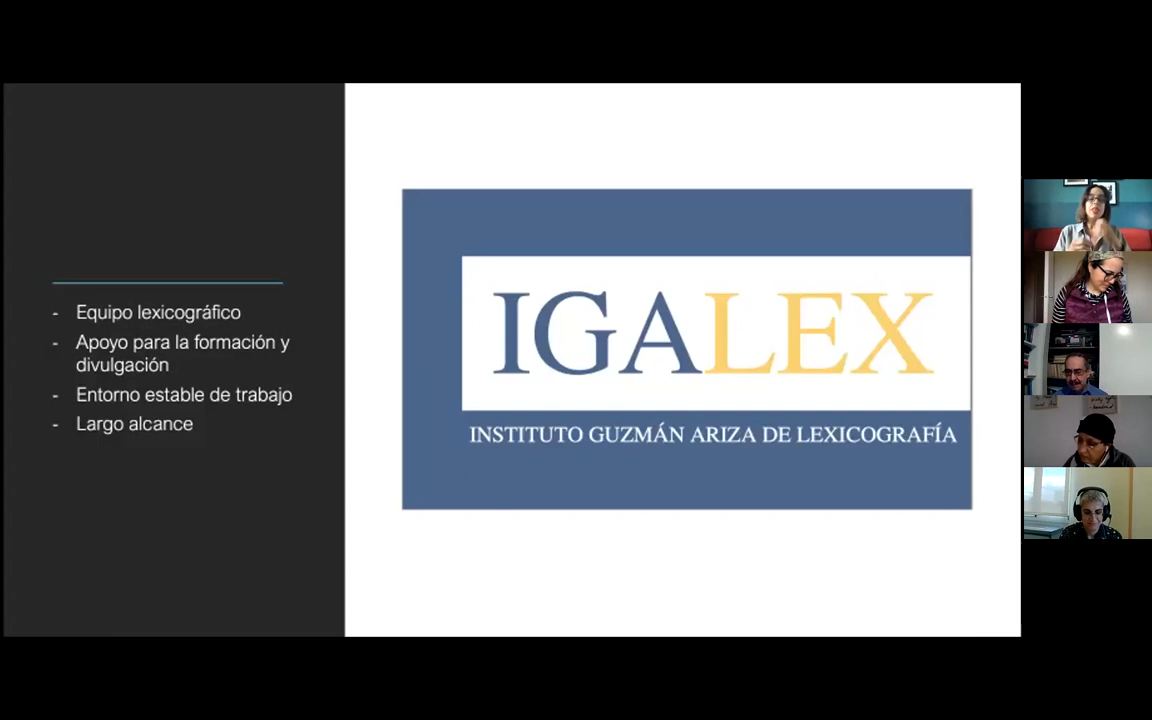 - Equipo lexicográfico
- Apoyo para la formación y
divulgación
- Entorno estable de trabajo
- Largo alcance
IGALEX
INSTITUTO GUZMÁN ARIZA DE LEXICOGRAFÍA